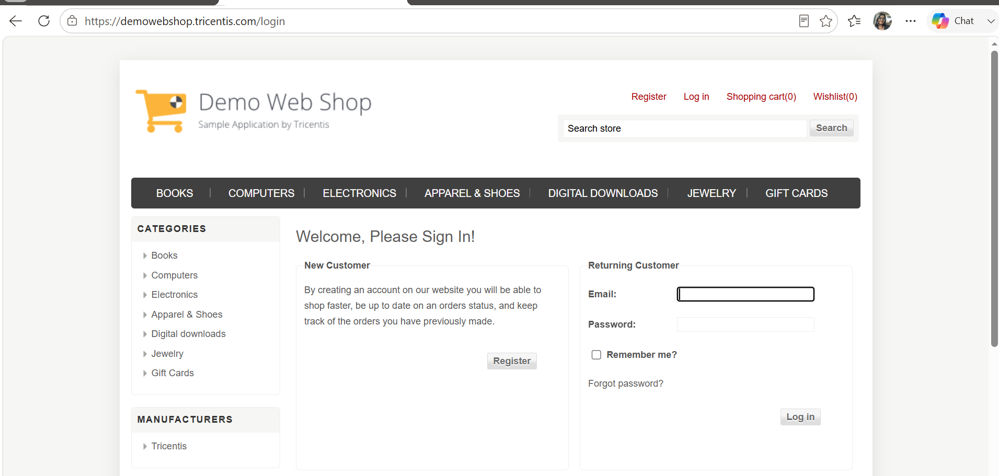 https://demowebshop.tricentis.com/login
Chat
Demo Web Shop
Sample Application by Tricentis
Register Log in Shopping cart(0) Wishlist(0)
Search store Search
BOOKS COMPUTERS ELECTRONICS APPAREL & SHOES DIGITAL DOWNLOADS JEWELRY GIFT CARDS
CATEGORIES
Books
Computers
Electronics
Apparel & Shoes
Digital downloads
Jewelry
Gift Cards
MANUFACTURERS
Tricentis
Welcome, Please Sign In!
New Customer
By creating an account on our website you will be able to
shop faster, be up to date on an orders status, and keep
track of the orders you have previously made.
Register
Returning Customer
Email:
Password:
Remember me?
Forgot password?
Log in